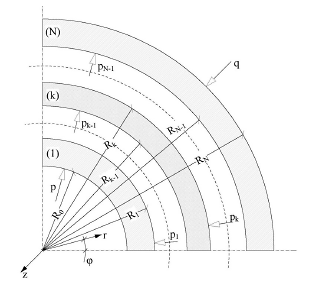 (N)
q
p_{N-1}
(k)
p_{k-1}
R_{N-1}
R_k
R_N
(1)
R_{k-1}
p
R_0
R_1
p_k
p_1
r
φ
z